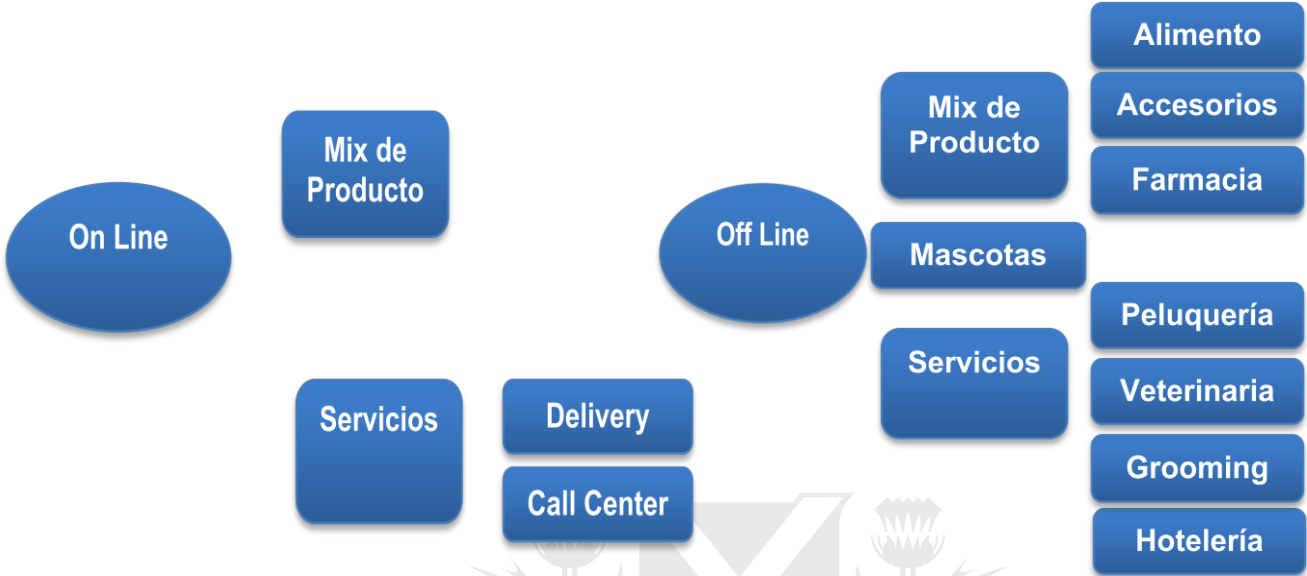 On Line
Mix de
Producto
Servicios
Delivery
Call Center
Off Line
Mix de
Producto
Alimento
Accesorios
Farmacia
Mascotas
Servicios
Peluquería
Veterinaria
Grooming
Hotelería